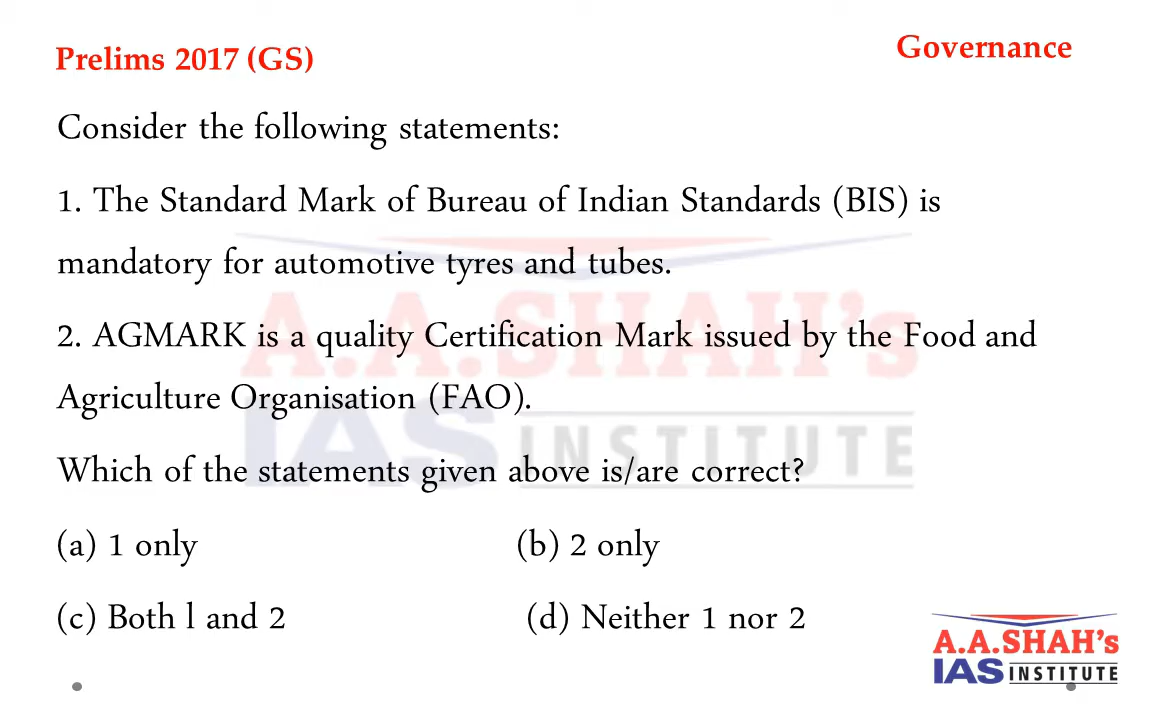 Prelims 2017 (GS)
Governance
Consider the following statements:
1. The Standard Mark of Bureau of Indian Standards (BIS) is
mandatory for automotive tyres and tubes.
2. AGMARK is a quality Certification Mark issued by the Food and
Agriculture Organisation (FAO).
Which of the statements given above is/are correct?
(a) 1 only
(b) 2 only
(c) Both l and 2
(d) Neither 1 nor 2
A.A.SHAH's
IAS INSTITUTE
A.A.SHAH's
IAS INSTITUTE